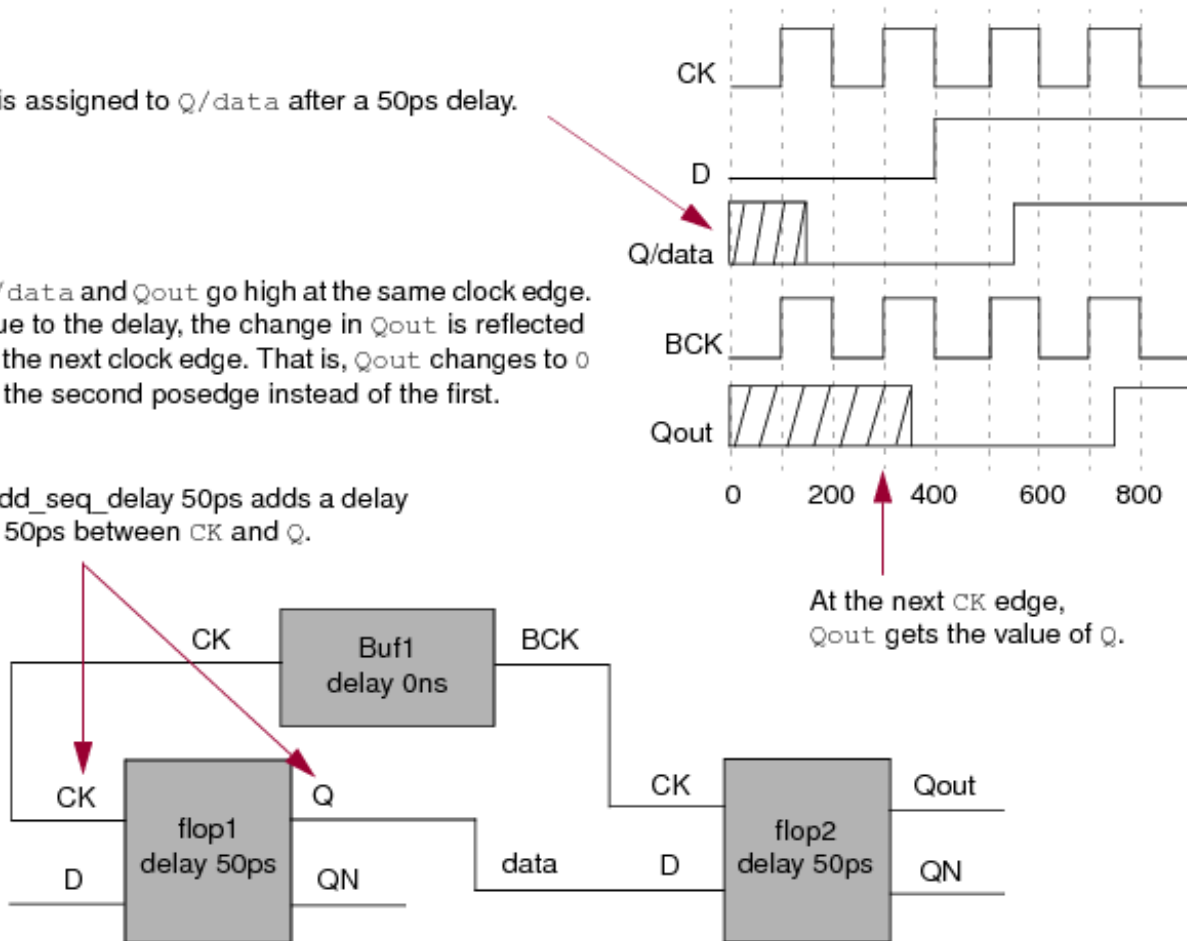 is assigned to Q/data after a 50ps delay.
/data and Qout go high at the same clock edge.
ue to the delay, the change in Qout is reflected
the next clock edge. That is, Qout changes to 0
the second posedge instead of the first.
dd_seq_delay 50ps adds a delay
50ps between CK and Q.
CK
D
Q/data
BCK
Qout
0 200 400 600 800
At the next CK edge,
Qout gets the value of Q.
CK
Buf1
delay 0ns
BCK
CK
Q
flop1
delay 50ps
D
QN
data
CK
D
flop2
delay 50ps
Qout
QN